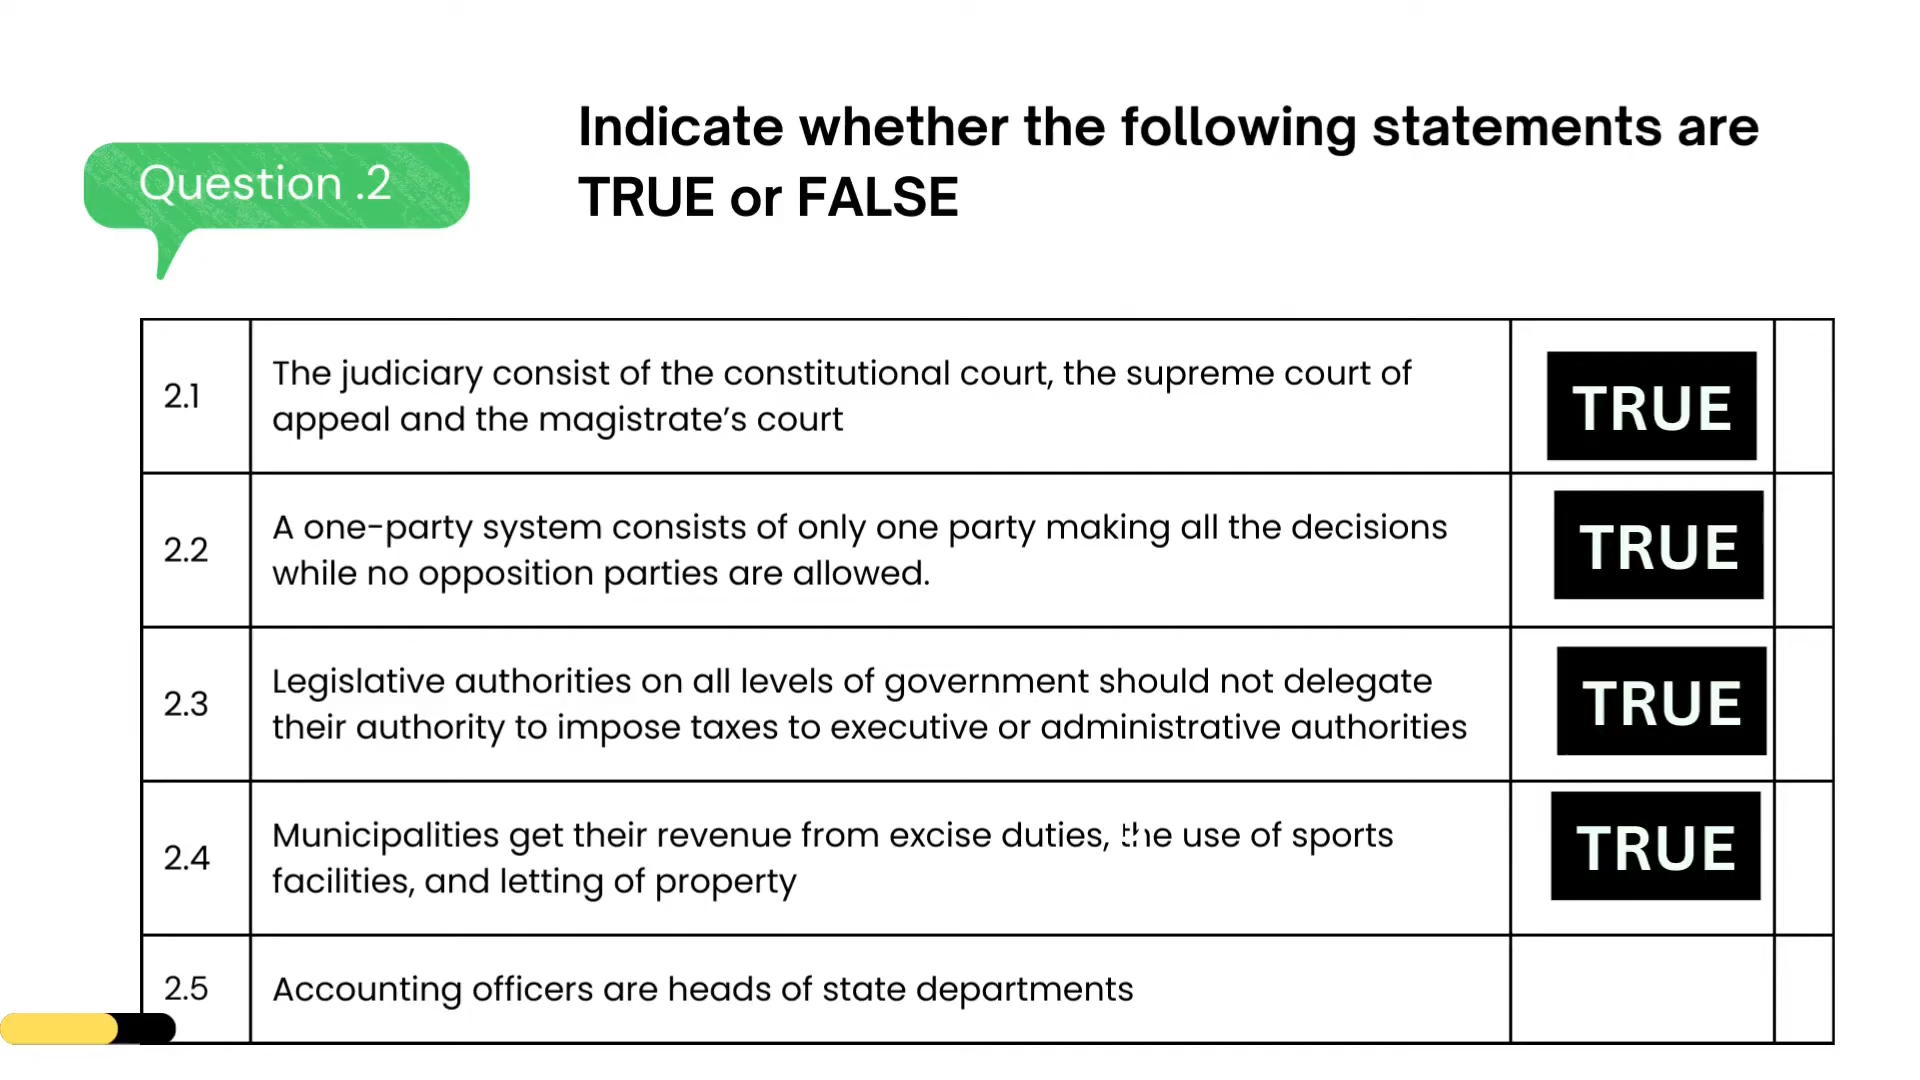 Question .2
Indicate whether the following statements are
TRUE or FALSE
2.1
The judiciary consist of the constitutional court, the supreme court of
appeal and the magistrate’s court
TRUE
2.2
A one-party system consists of only one party making all the decisions
while no opposition parties are allowed.
TRUE
2.3
Legislative authorities on all levels of government should not delegate
their authority to impose taxes to executive or administrative authorities
TRUE
2.4
Municipalities get their revenue from excise duties, the use of sports
facilities, and letting of property
TRUE
2.5
Accounting officers are heads of state departments